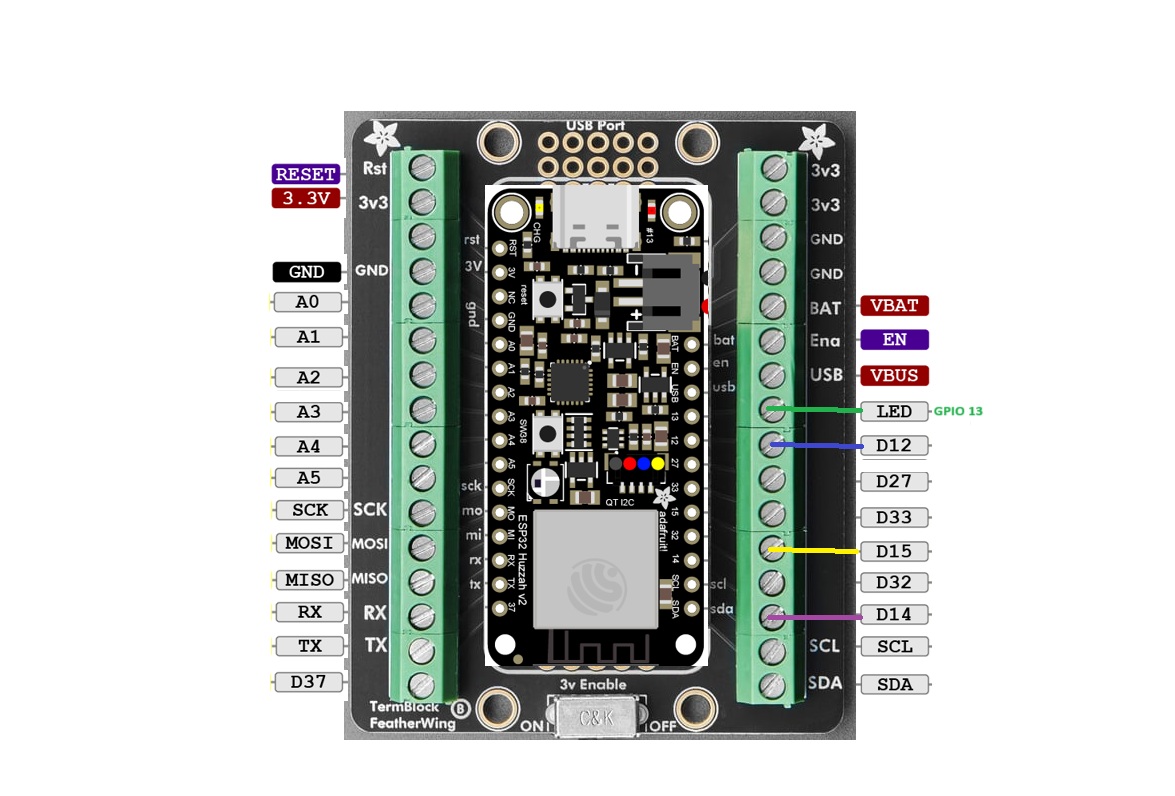 USB Port
RESET
Rst
3v3
3.3V
3v3
3v3
GND
GND
GND
GND
A0
BAT
VBAT
A1
Ena
EN
A2
USB
VBUS
A3
LED
GPIO 13
A4
D12
A5
D27
SCK
SCK
D33
MOSI
MOSI
D15
MISO
MISO
D32
RX
RX
D14
TX
TX
SCL
SCL
D37
SDA
SDA
rst
3V
gnd
sck
mo
mi
rx
tx
bat
en
usb
scl
sda
CHG
#13
reset
RST
3V
NC
GND
A0
A1
A2
A3
A4
A5
SCK
MO
MI
RX
TX
37
+
BAT
EN
USB
13
12
27
33
15
32
14
SCL
SDA
SW38
QT I2C
adafruit!
ESP32 Huzzah v2
3v Enable
ON
C&K
OFF
TermBlock B
FeatherWing